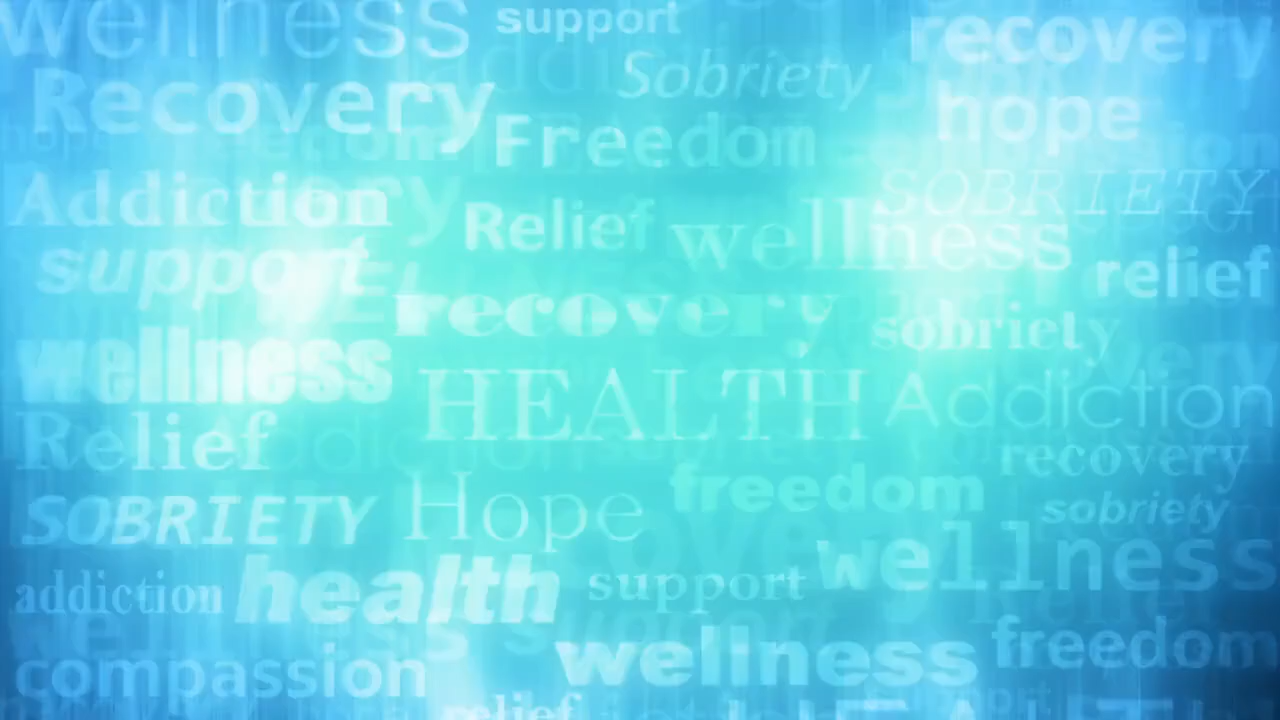 wellness support recovery
Sobriety
Recovery hope
Freedom
Addiction SOBRIETY
Relief wellness
support relief
recovery sobriety
wellness
HEALTH Addiction
Relief recovery
freedom
SOBRIETY Hope sobriety
wellness
addiction health support
freedom
compassion wellness
relief